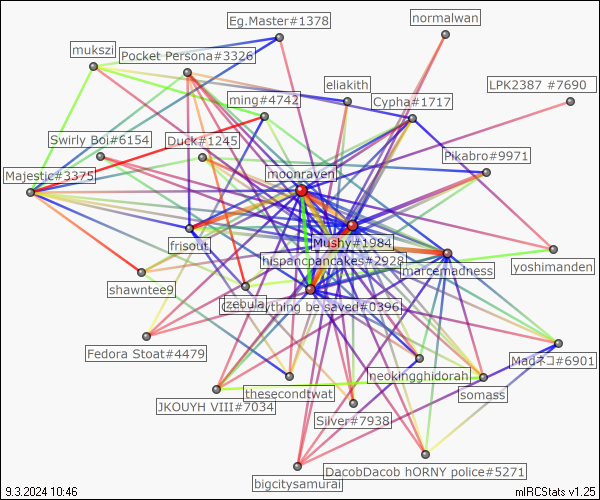 Eg.Master#1378
normalwan
mukszi
Pocket Persona#3326
eliakith
LPK2387 #7690
ming#4742
Cypha#1717
Swirly Boi#6154
Duck#1245
Pikabro#9971
Majestic#3375
moonraven
frisout
Mushy#1984
hispancpandakes#2928
marcemadness
yoshimanden
shawntee9
zebula
ything be saved#0396
Fedora Stoat#4479
Madネコ#6901
neokingghidorah
thesecondtwat
somass
JKOUYH VIII#7034
Silver#7938
DacobDacob hORNY police#5271
bigcitysamurai
9.3.2024 10:46
mIRCStats v1.25